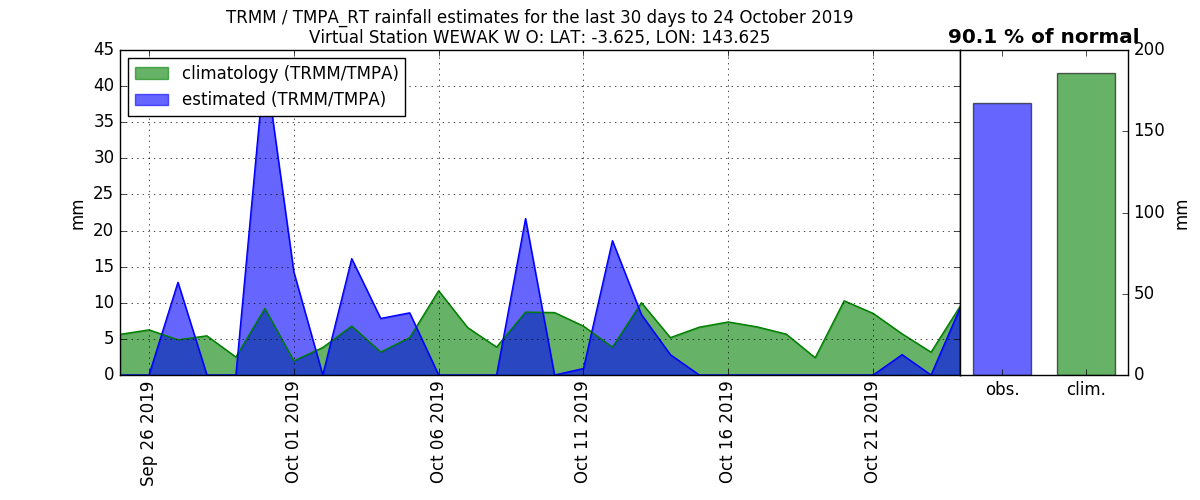 TRMM / TMPA_RT rainfall estimates for the last 30 days to 24 October 2019
Virtual Station WEWAK W O: LAT: -3.625, LON: 143.625
90.1 % of normal
climatology (TRMM/TMPA)
estimated (TRMM/TMPA)
45
40
35
30
25
20
15
10
5
0
mm
Sep 26 2019
Oct 01 2019
Oct 06 2019
Oct 11 2019
Oct 16 2019
Oct 21 2019
200
150
100
50
0
mm
obs.
clim.